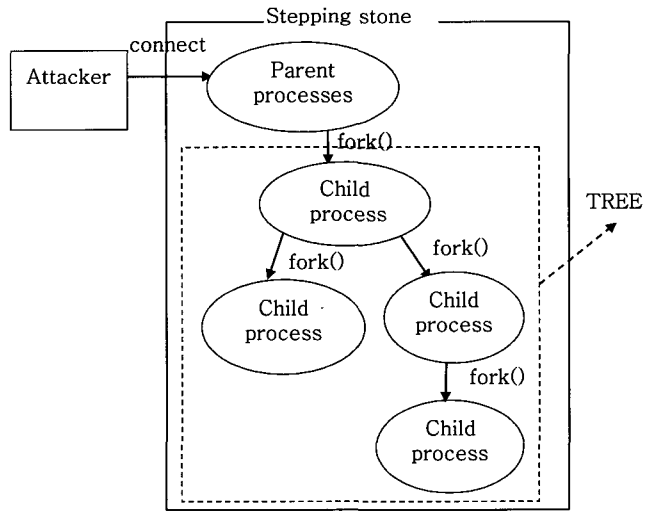 Stepping stone
connect
Attacker
Parent
processes
fork()
Child
process
TREE
fork()
fork()
Child
process
Child
process
fork()
Child
process